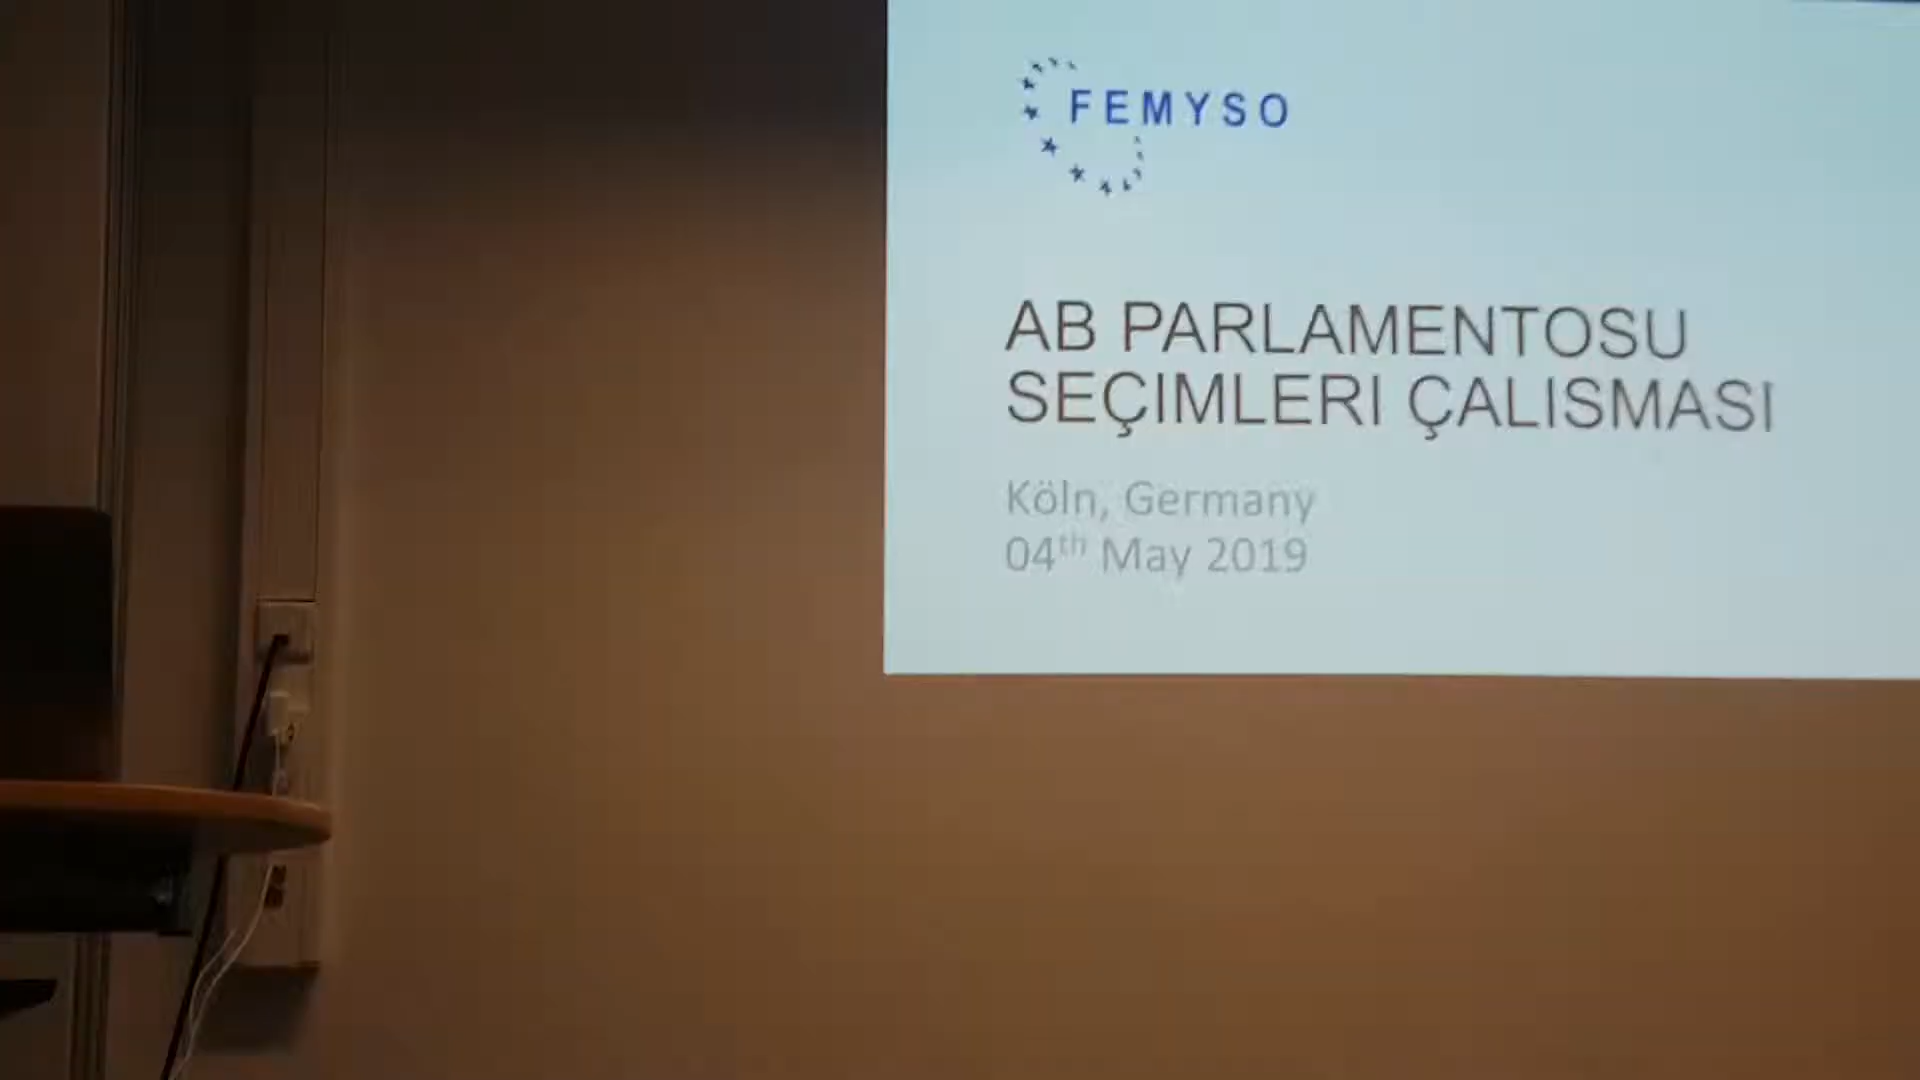 FEMYSO
AB PARLAMENTOSU
SEÇIMLERI ÇALISMASI
Köln, Germany
04th May 2019